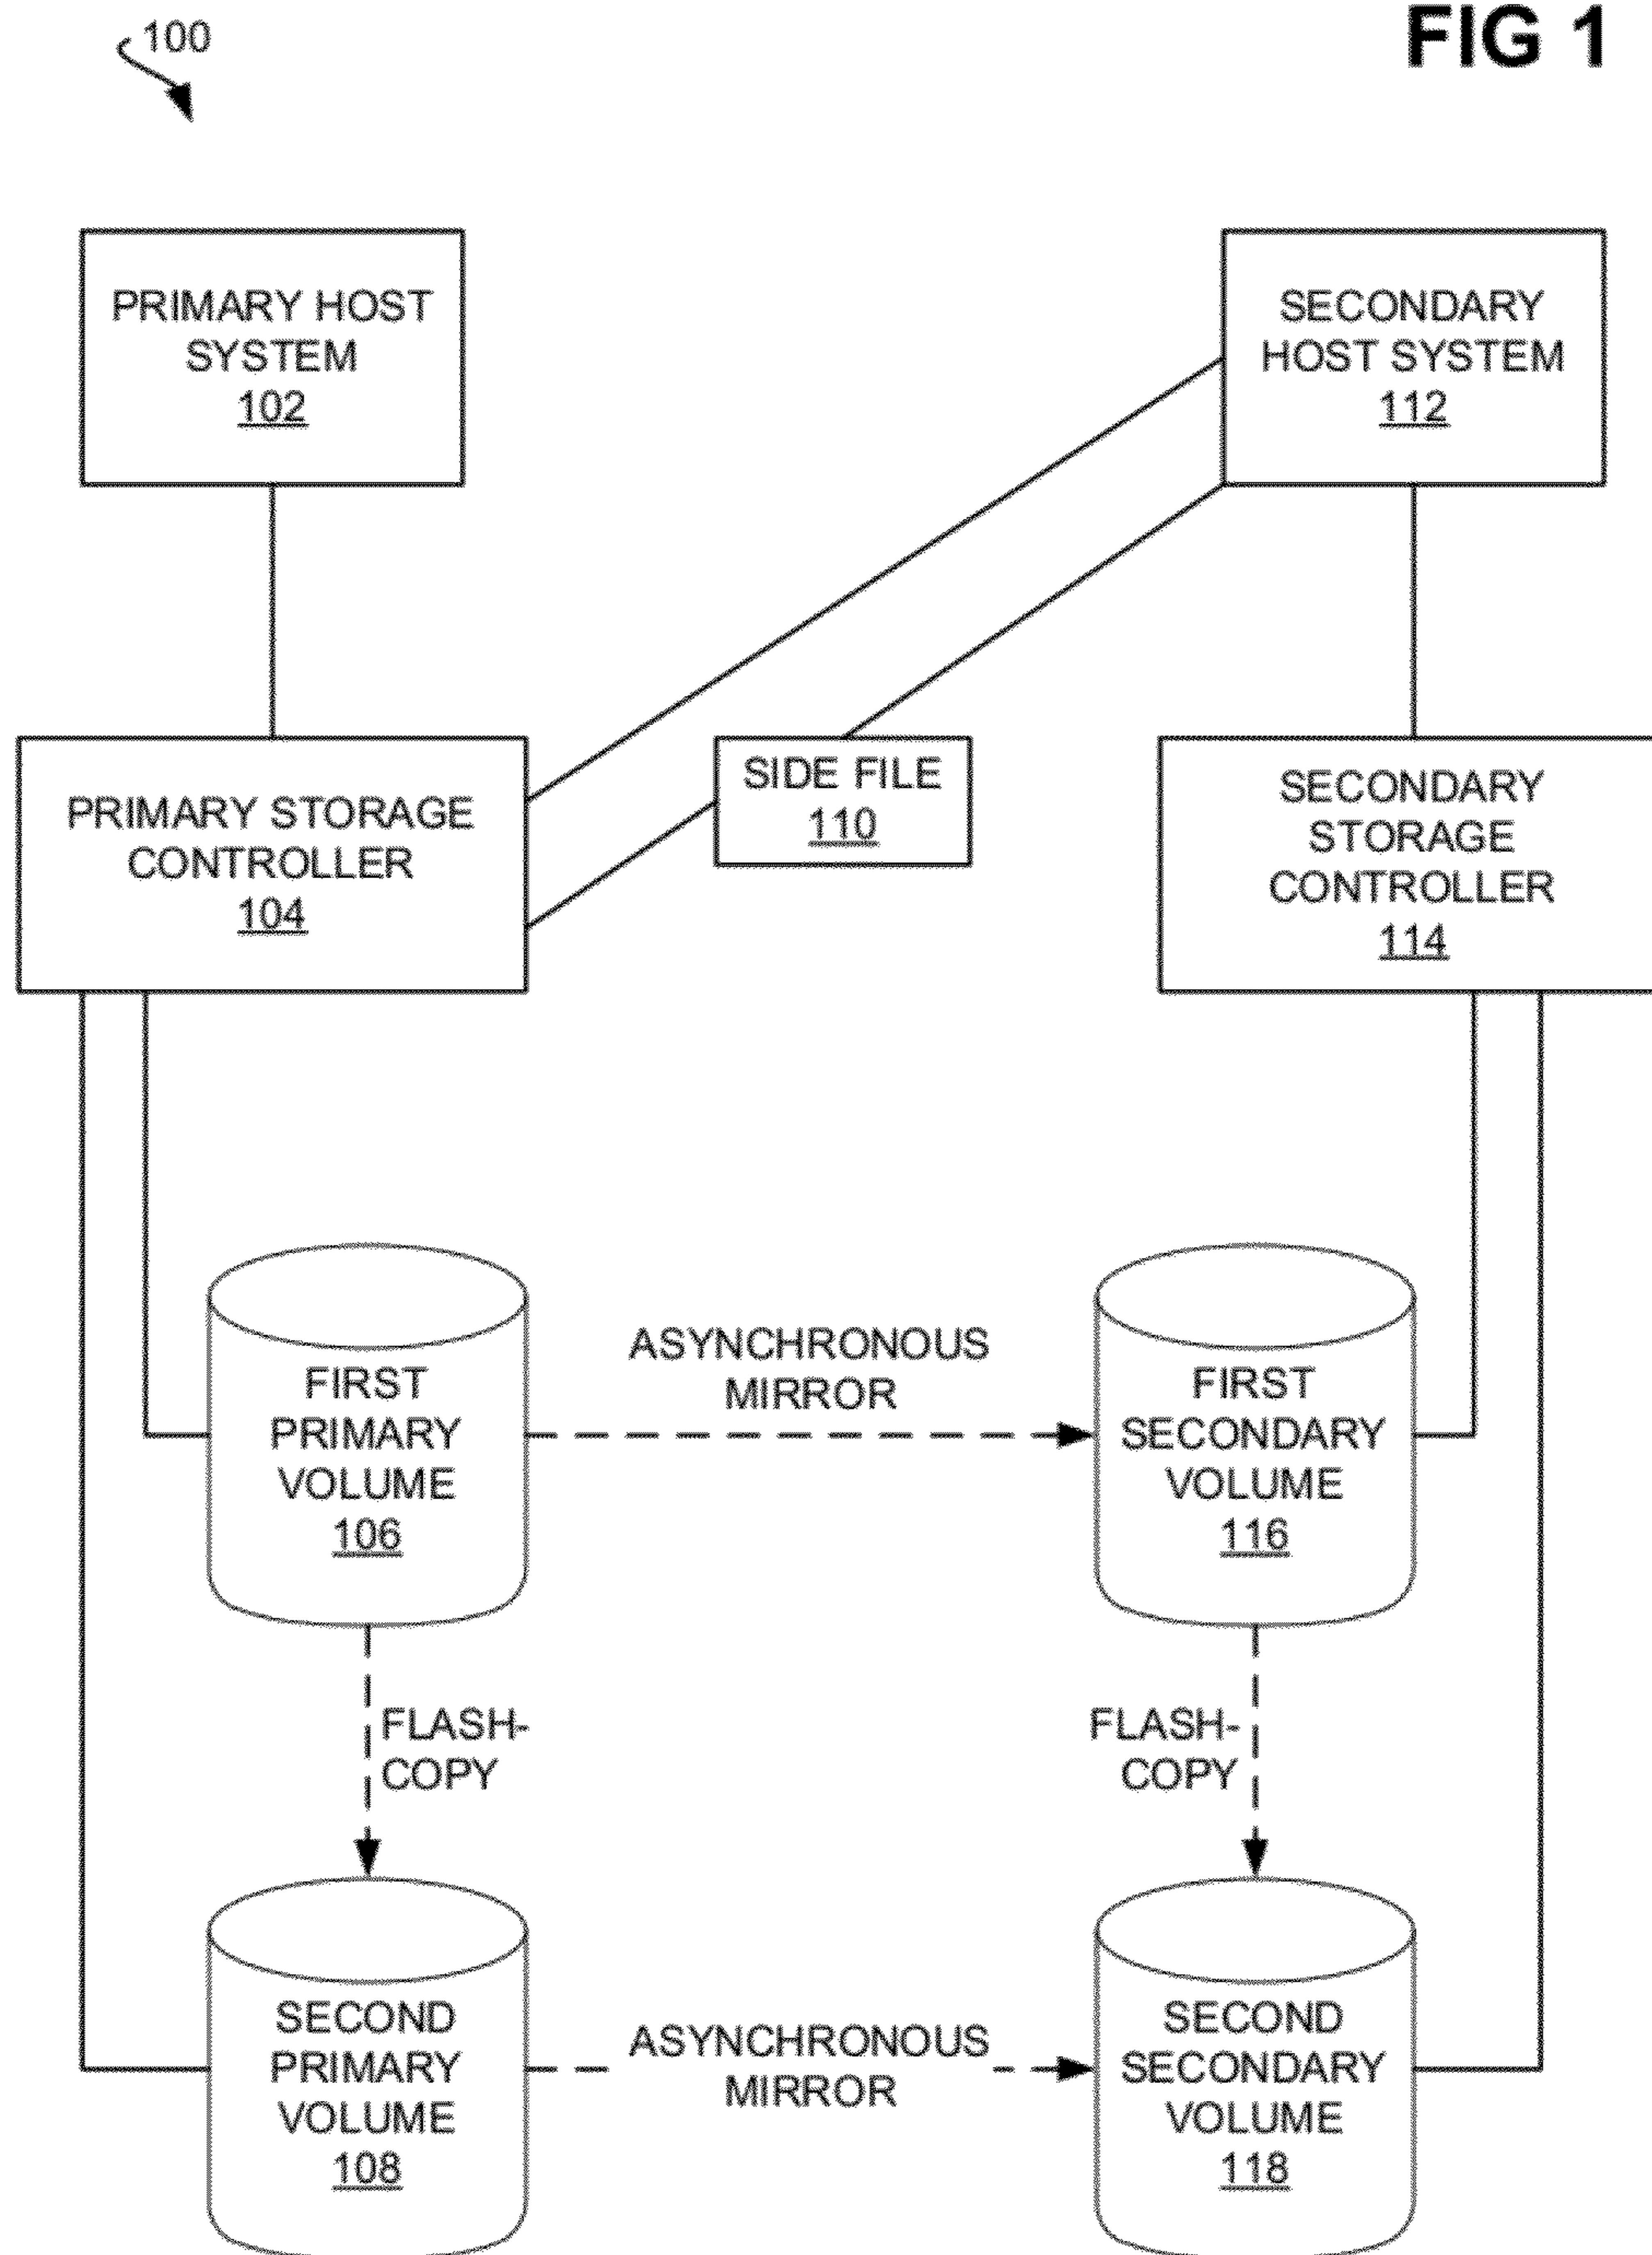 100
FIG 1
PRIMARY HOST
SYSTEM
102
SECONDARY
HOST SYSTEM
112
PRIMARY STORAGE
CONTROLLER
104
SIDE FILE
110
SECONDARY
STORAGE
CONTROLLER
114
FIRST
PRIMARY
VOLUME
106
ASYNCHRONOUS
MIRROR
FIRST
SECONDARY
VOLUME
116
FLASH-
COPY
FLASH-
COPY
SECOND
PRIMARY
VOLUME
108
ASYNCHRONOUS
MIRROR
SECOND
SECONDARY
VOLUME
118